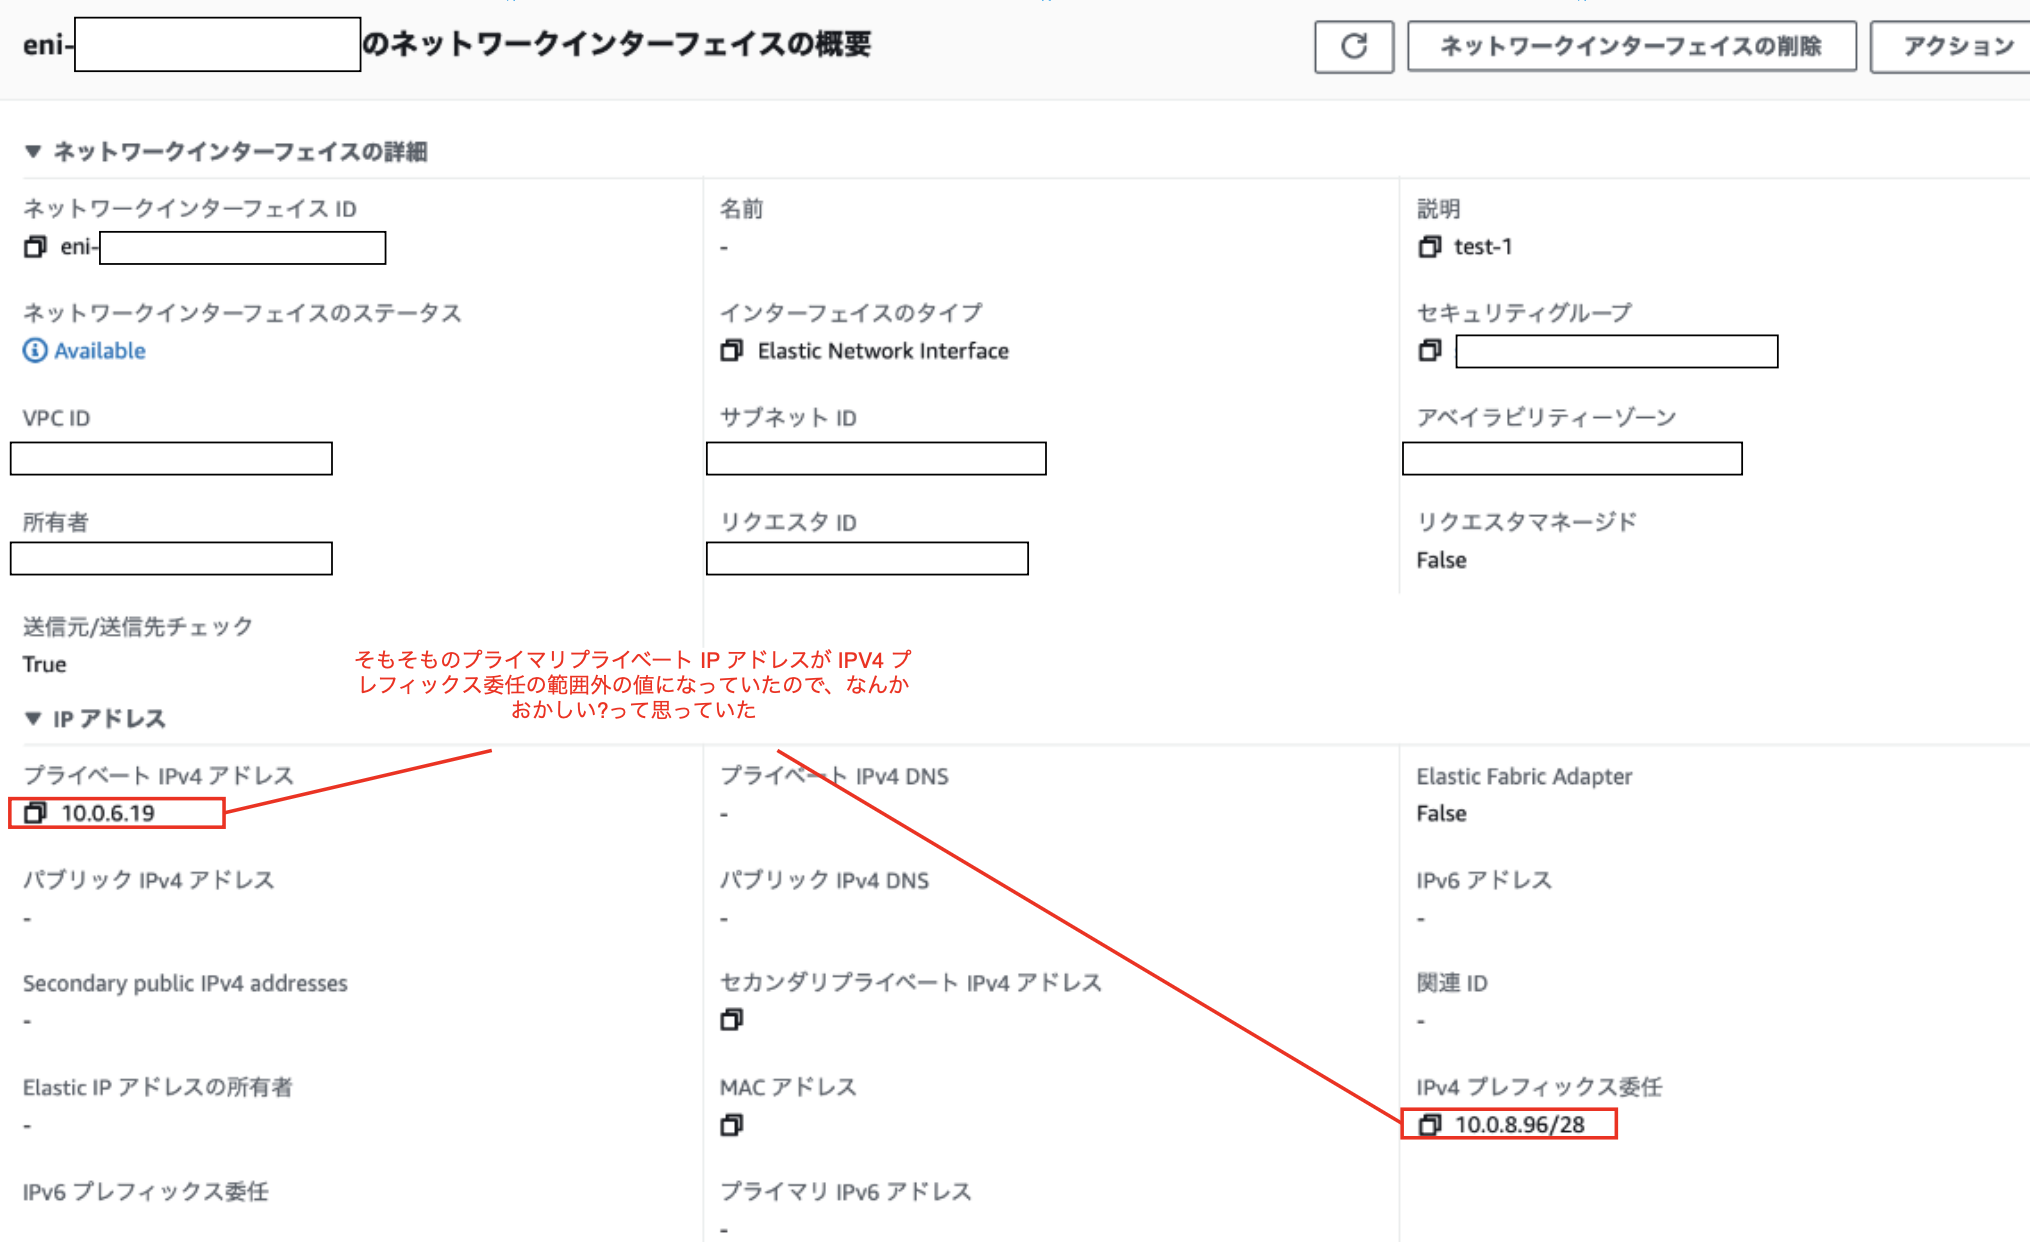 eni-
のネットワークインターフェイスの概要
ネットワークインターフェイスの削除
アクション
▼ ネットワークインターフェイスの詳細
ネットワークインターフェイス ID
eni-
名前
-
説明
test-1
ネットワークインターフェイスのステータス
Available
インターフェイスのタイプ
Elastic Network Interface
セキュリティグループ
VPC ID
サブネット ID
アベイラビリティーゾーン
所有者
リクエスタ ID
リクエスタマネージド
False
送信元/送信先チェック
True
そもそものプライマリプライベート IP アドレスが IPV4 プ
レフィックス委任の範囲外の値になっていたので、なんか
おかしい?って思っていた
▼ IP アドレス
プライベート IPv4 アドレス
10.0.6.19
プライベート IPv4 DNS
-
Elastic Fabric Adapter
False
パブリック IPv4 アドレス
-
パブリック IPv4 DNS
-
IPv6 アドレス
-
Secondary public IPv4 addresses
-
セカンダリプライベート IPv4 アドレス
関連 ID
-
Elastic IP アドレスの所有者
-
MAC アドレス
IPv4 プレフィックス委任
10.0.8.96/28
IPv6 プレフィックス委任
プライマリ IPv6 アドレス
-